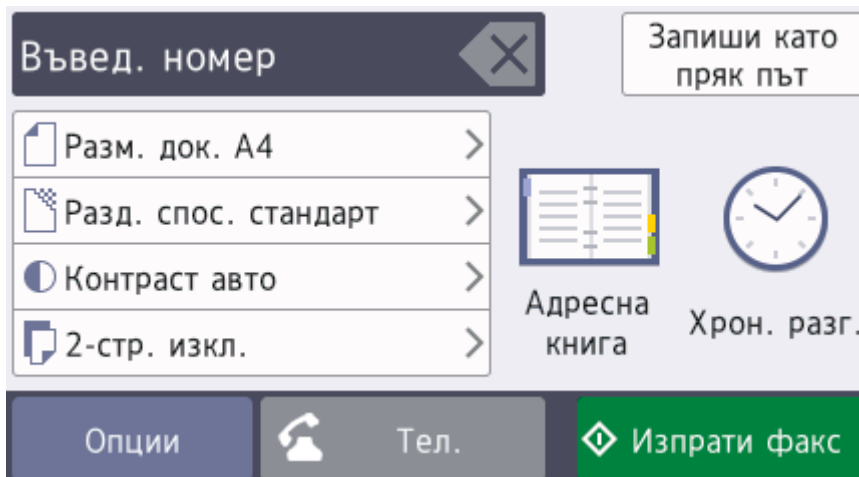 Въвед. номер
Запиши като
пряк път
Разм. док. A4
Разд. спос. стандарт
Контраст авто
2-стр. изкл.
Адресна
книга
Хрон. разг.
Опции
Тел.
Изпрати факс